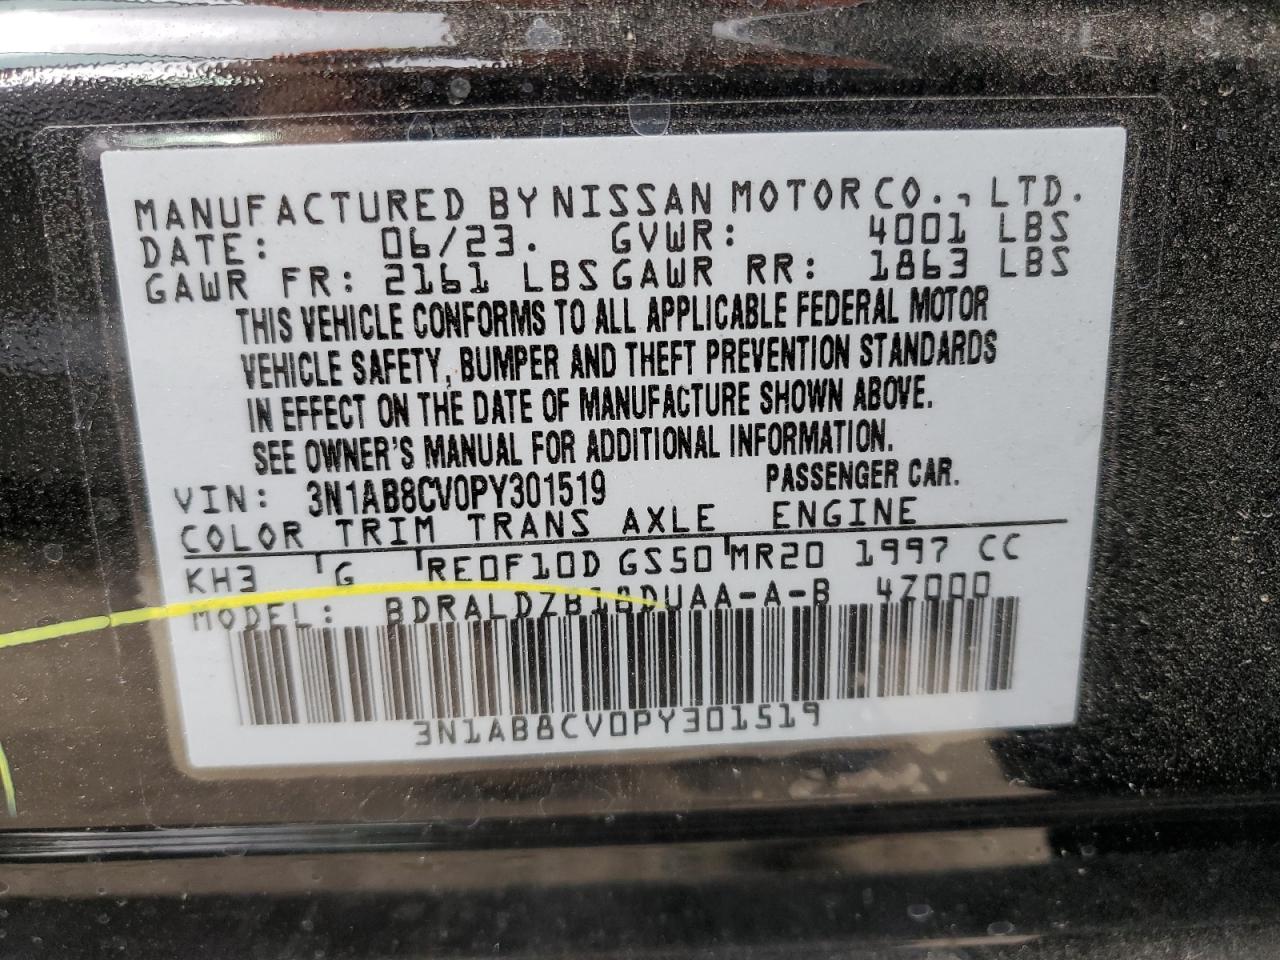 MANUFACTURED BY NISSAN MOTOR CO., LTD.
DATE: 06/23. GVWR: 4001 LBS
GAWR FR: 2161 LBS GAWR RR: 1863 LBS
THIS VEHICLE CONFORMS TO ALL APPLICABLE FEDERAL MOTOR
VEHICLE SAFETY, BUMPER AND THEFT PREVENTION STANDARDS
IN EFFECT ON THE DATE OF MANUFACTURE SHOWN ABOVE.
SEE OWNER'S MANUAL FOR ADDITIONAL INFORMATION.
VIN: 3N1AB8CV0PY301519 PASSENGER CAR.
COLOR TRIM TRANS AXLE ENGINE
KH3 G RE0F10D GS50 MR20 1997 CC
MODEL: BDRALDZB18DUAA-A-B 4Z000
3N1AB8CV0PY301519